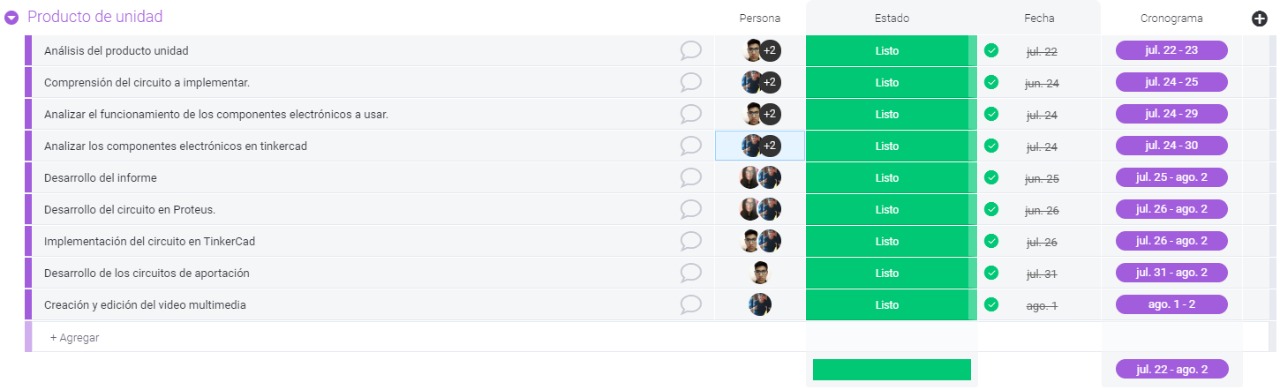 Producto de unidad Persona Estado Fecha Cronograma
Análisis del producto unidad +2 Listo jul. 22 jul. 22 - 23
Comprensión del circuito a implementar. +2 Listo jun. 24 jul. 24 - 25
Analizar el funcionamiento de los componentes electrónicos a usar. +2 Listo jul. 24 jul. 24 - 29
Analizar los componentes electrónicos en tinkercad +2 Listo jul. 24 jul. 24 - 30
Desarrollo del informe Listo jun. 25 jul. 25 - ago. 2
Desarrollo del circuito en Proteus. Listo jun. 26 jul. 26 - ago. 2
Implementación del circuito en TinkerCad Listo jul. 26 jul. 26 - ago. 2
Desarrollo de los circuitos de aportación Listo jul. 31 jul. 31 - ago. 2
Creación y edición del video multimedia Listo ago. 1 ago. 1 - 2
+ Agregar
jul. 22 - ago. 2